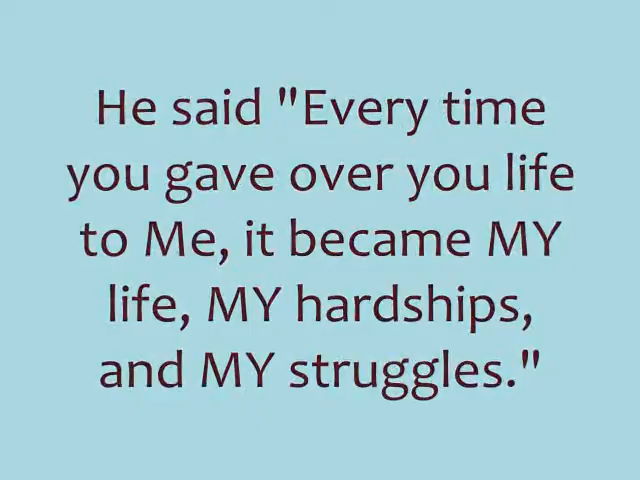 He said "Every time
you gave over you life
to Me, it became MY
life, MY hardships,
and MY struggles."